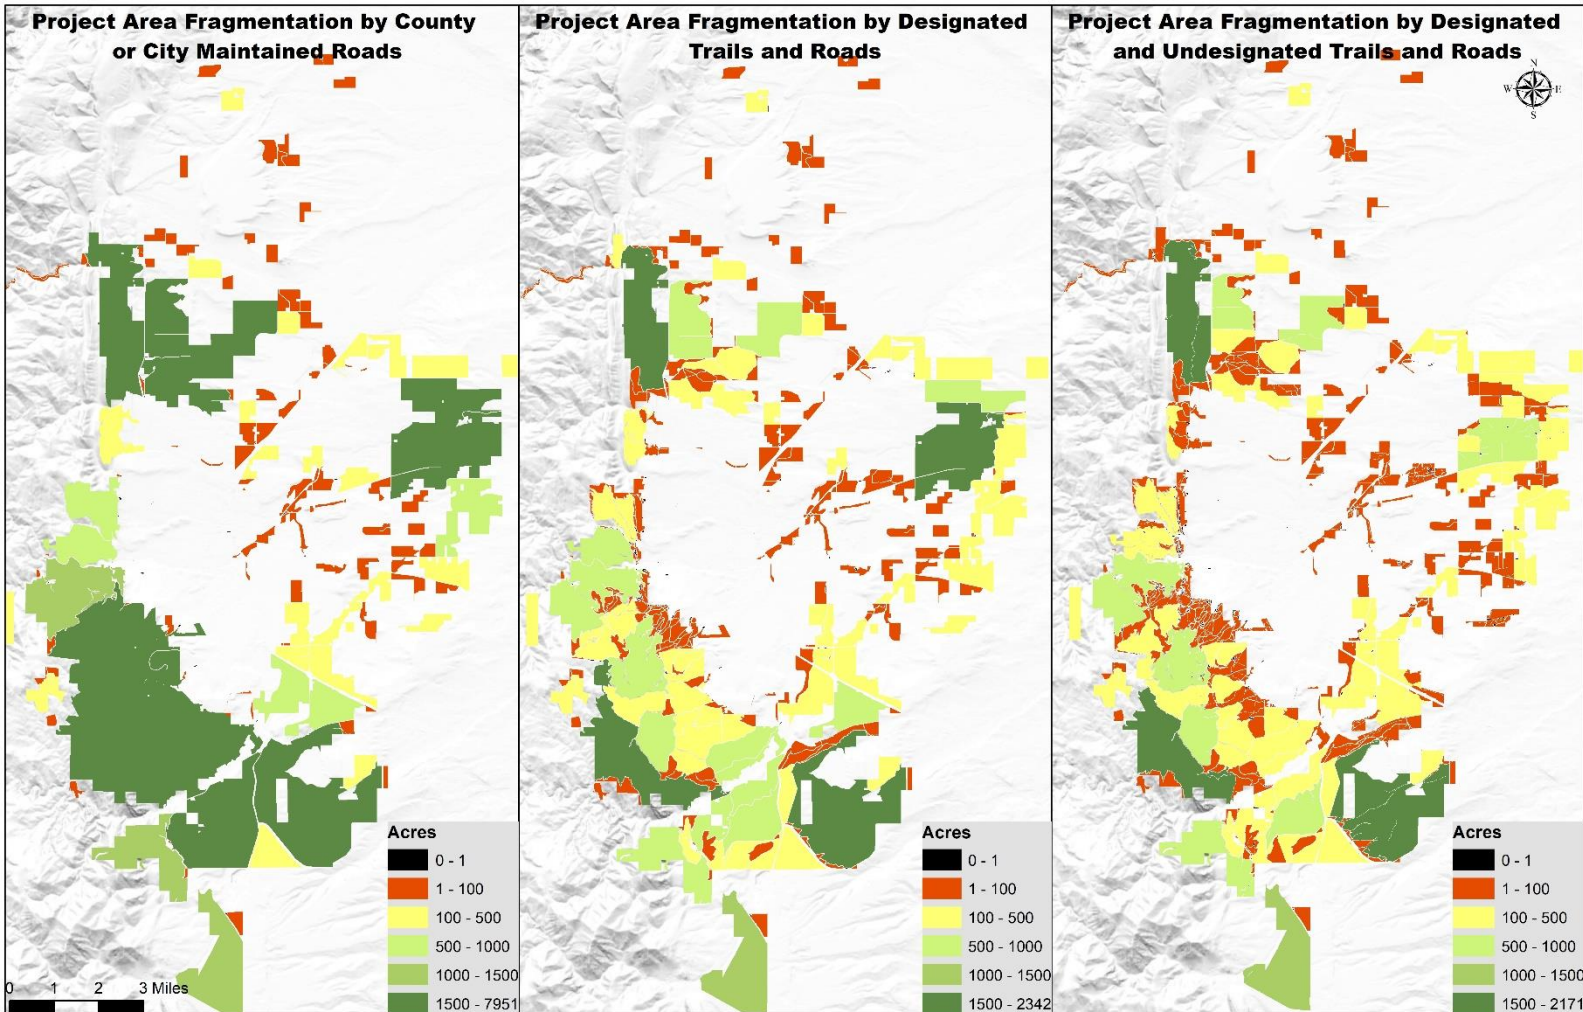 Project Area Fragmentation by County
or City Maintained Roads
Project Area Fragmentation by Designated
Trails and Roads
Project Area Fragmentation by Designated
and Undesignated Trails and Roads
N
W E
S
Acres
0 - 1
1 - 100
100 - 500
500 - 1000
1000 - 1500
1500 - 7951
0 1 2 3 Miles
Acres
0 - 1
1 - 100
100 - 500
500 - 1000
1000 - 1500
1500 - 2342
Acres
0 - 1
1 - 100
100 - 500
500 - 1000
1000 - 1500
1500 - 2171